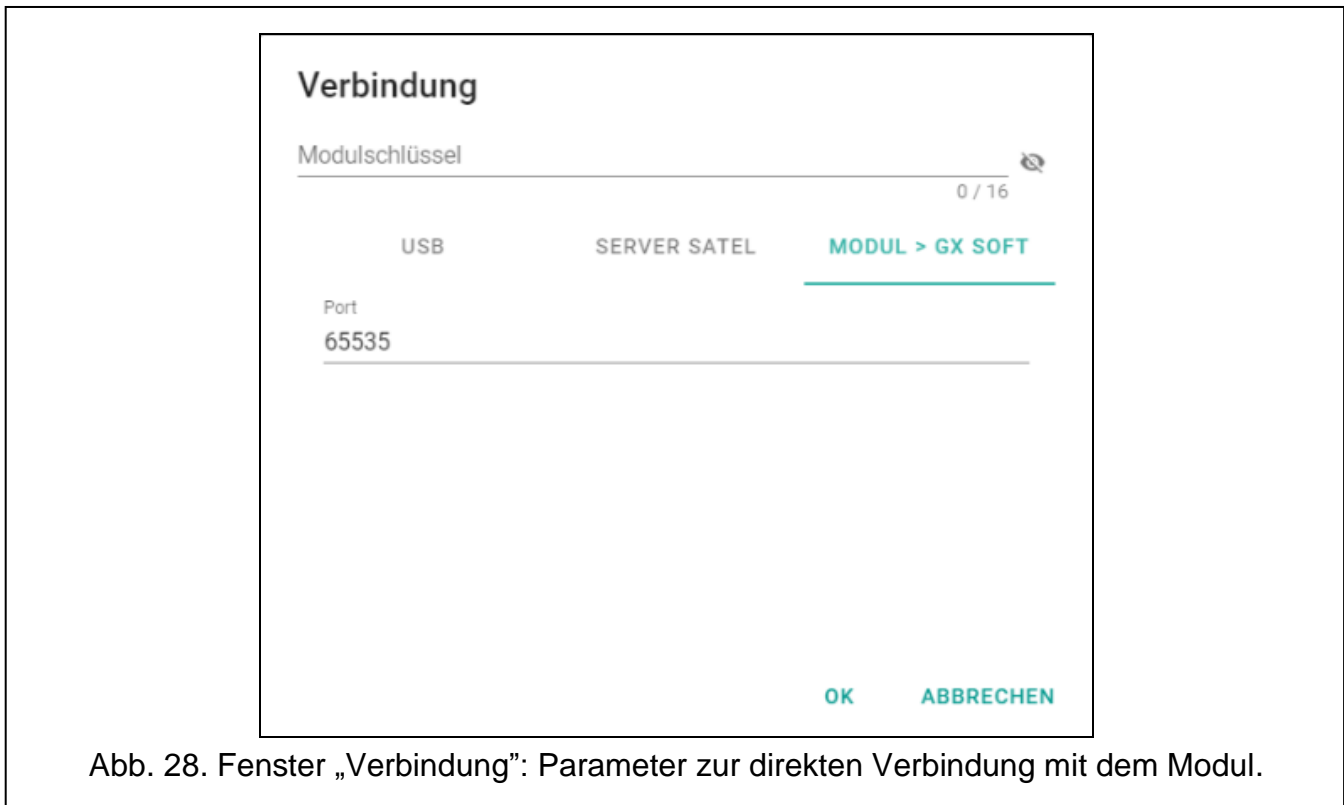 Verbindung
Modulschlüssel
0 / 16
USB SERVER SATEL MODUL > GX SOFT
Port
65535
OK ABBRECHEN
Abb. 28. Fenster „Verbindung”: Parameter zur direkten Verbindung mit dem Modul.